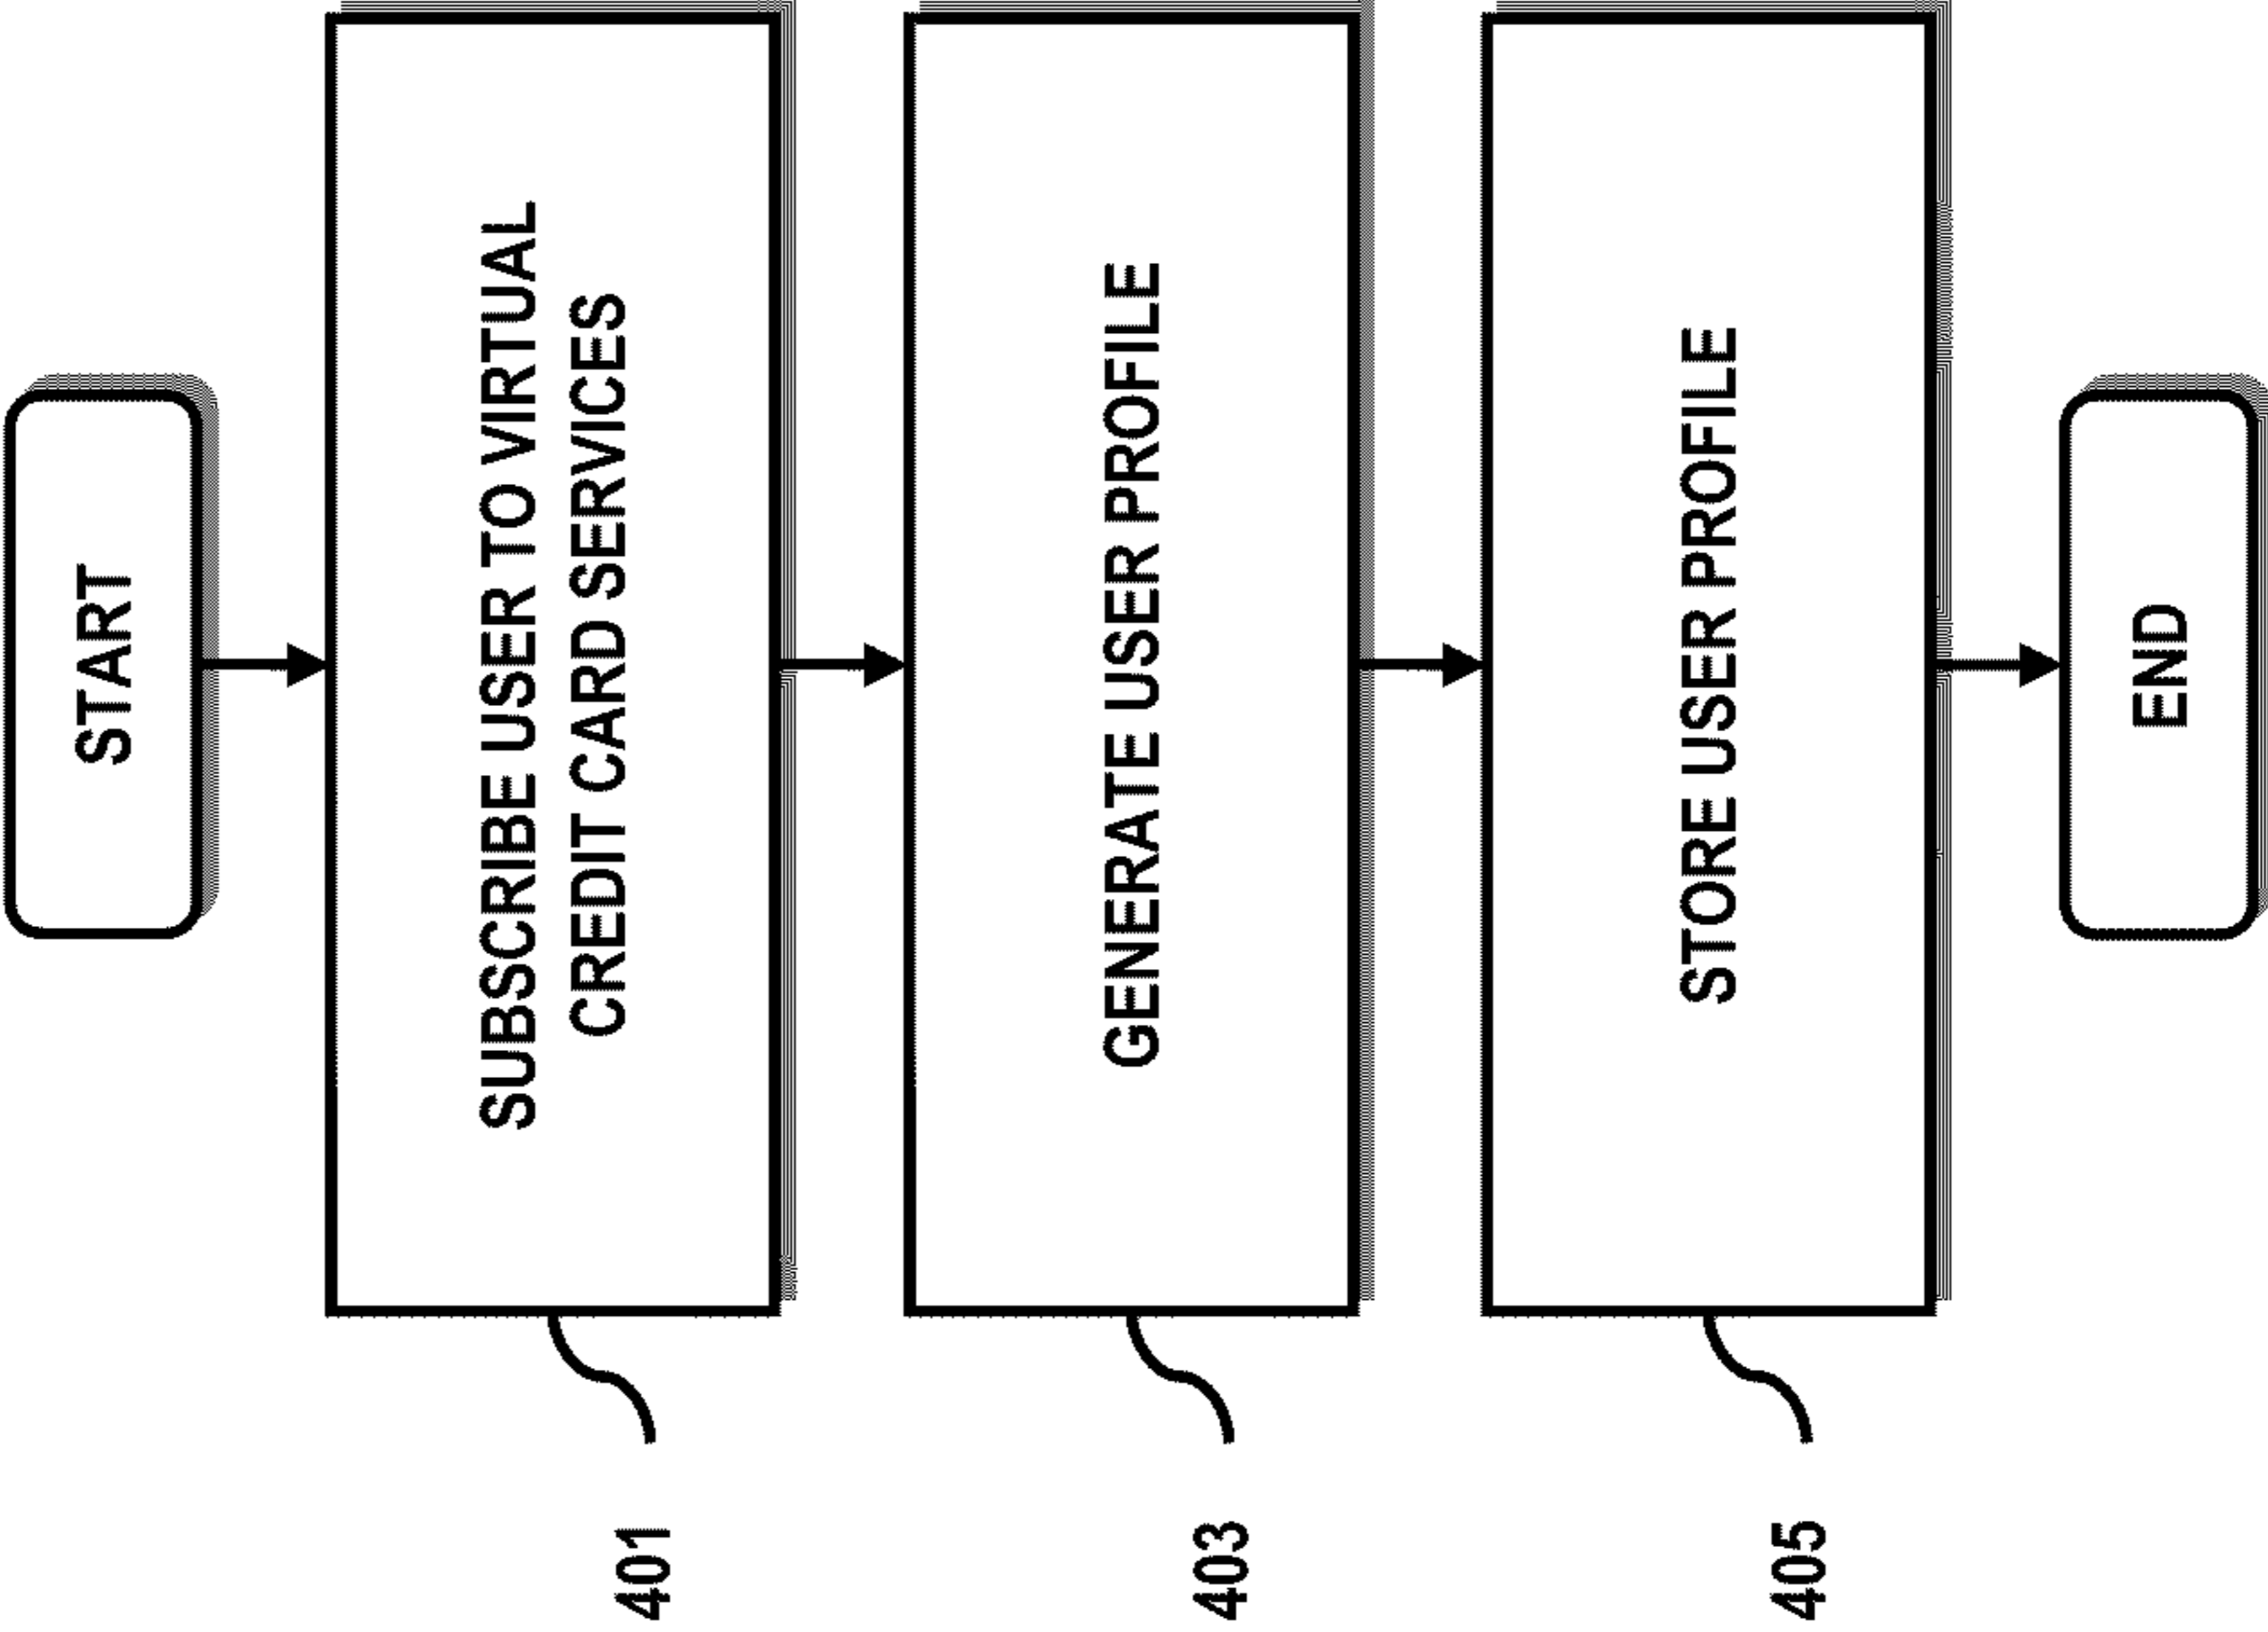 START
401
SUBSCRIBE USER TO VIRTUAL
CREDIT CARD SERVICES
403
GENERATE USER PROFILE
405
STORE USER PROFILE
END